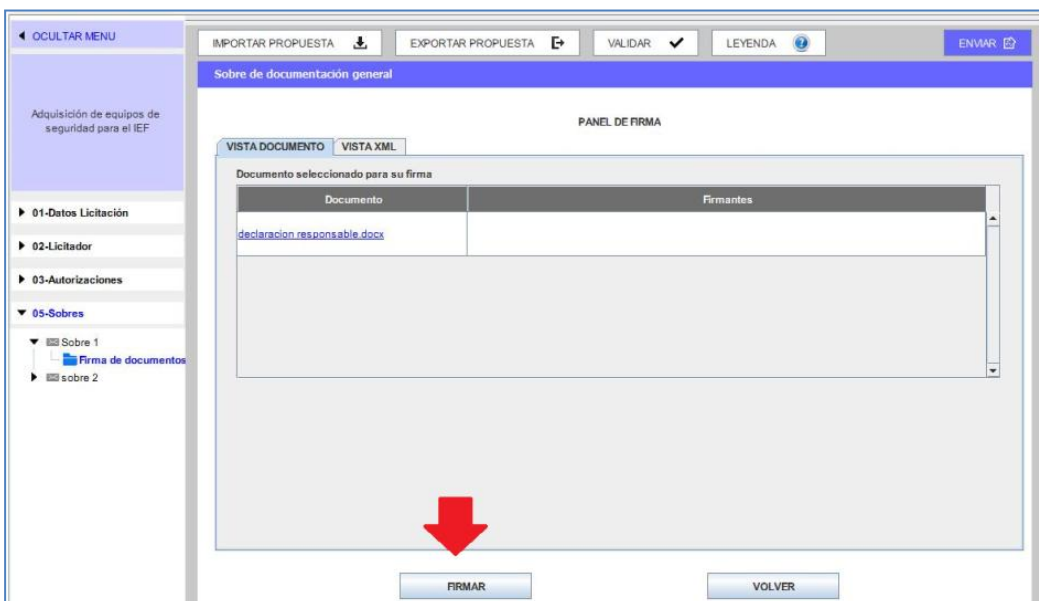 OCULTAR MENU
IMPORTAR PROPUESTA
EXPORTAR PROPUESTA
VALIDAR
LEYENDA
ENVIAR
Sobre de documentación general
Adquisición de equipos de
seguridad para el IEF
PANEL DE FIRMA
VISTA DOCUMENTO
VISTA XML
Documento seleccionado para su firma
Documento
Firmantes
declaracion responsable.docx
01-Datos Licitación
02-Licitador
03-Autorizaciones
05-Sobres
Sobre 1
Firma de documentos
sobre 2
FIRMAR
VOLVER